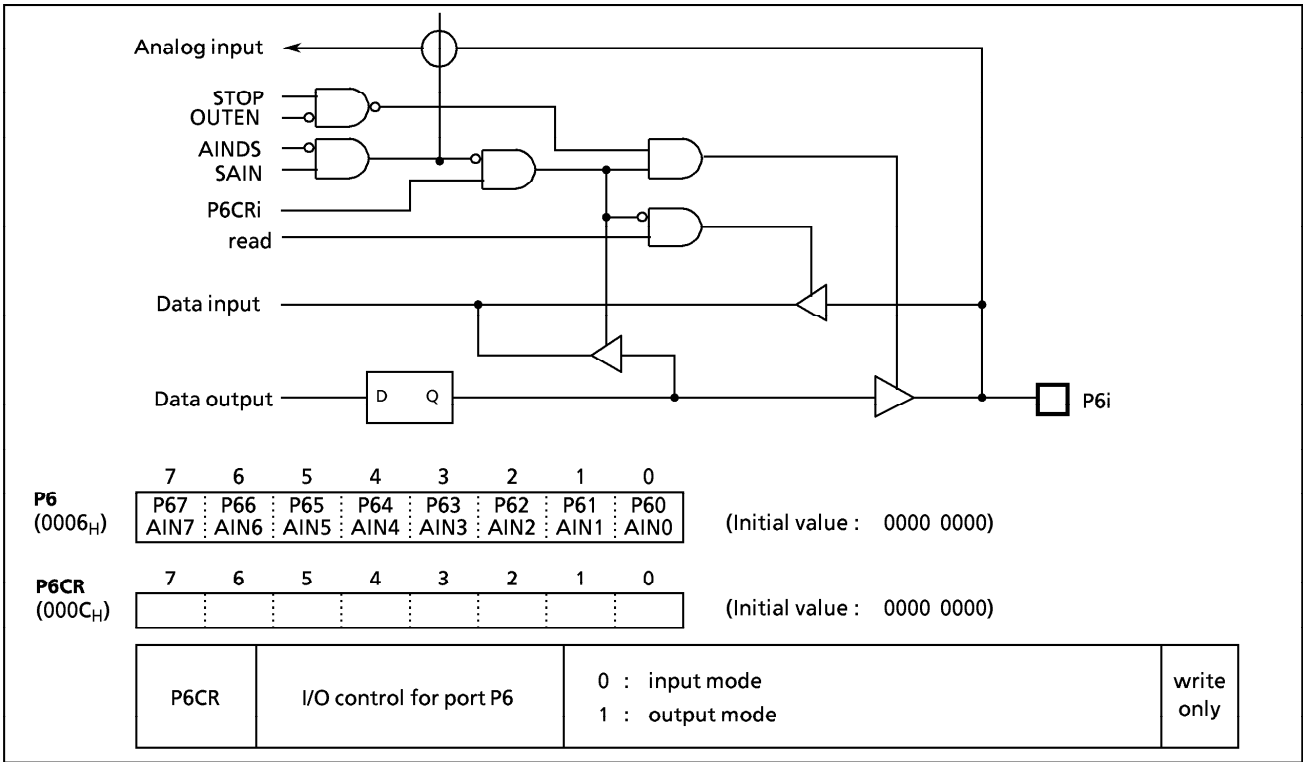 Analog input
STOP
OUTEN
AINDS
SAIN
P6CRi
read
Data input
Data output
D Q
P6i
7 6 5 4 3 2 1 0
P6
(0006H)
P67 P66 P65 P64 P63 P62 P61 P60
AIN7 AIN6 AIN5 AIN4 AIN3 AIN2 AIN1 AIN0
(Initial value : 0000 0000)
7 6 5 4 3 2 1 0
P6CR
(000CH)
(Initial value : 0000 0000)
P6CR
I/O control for port P6
0 : input mode
1 : output mode
write
only